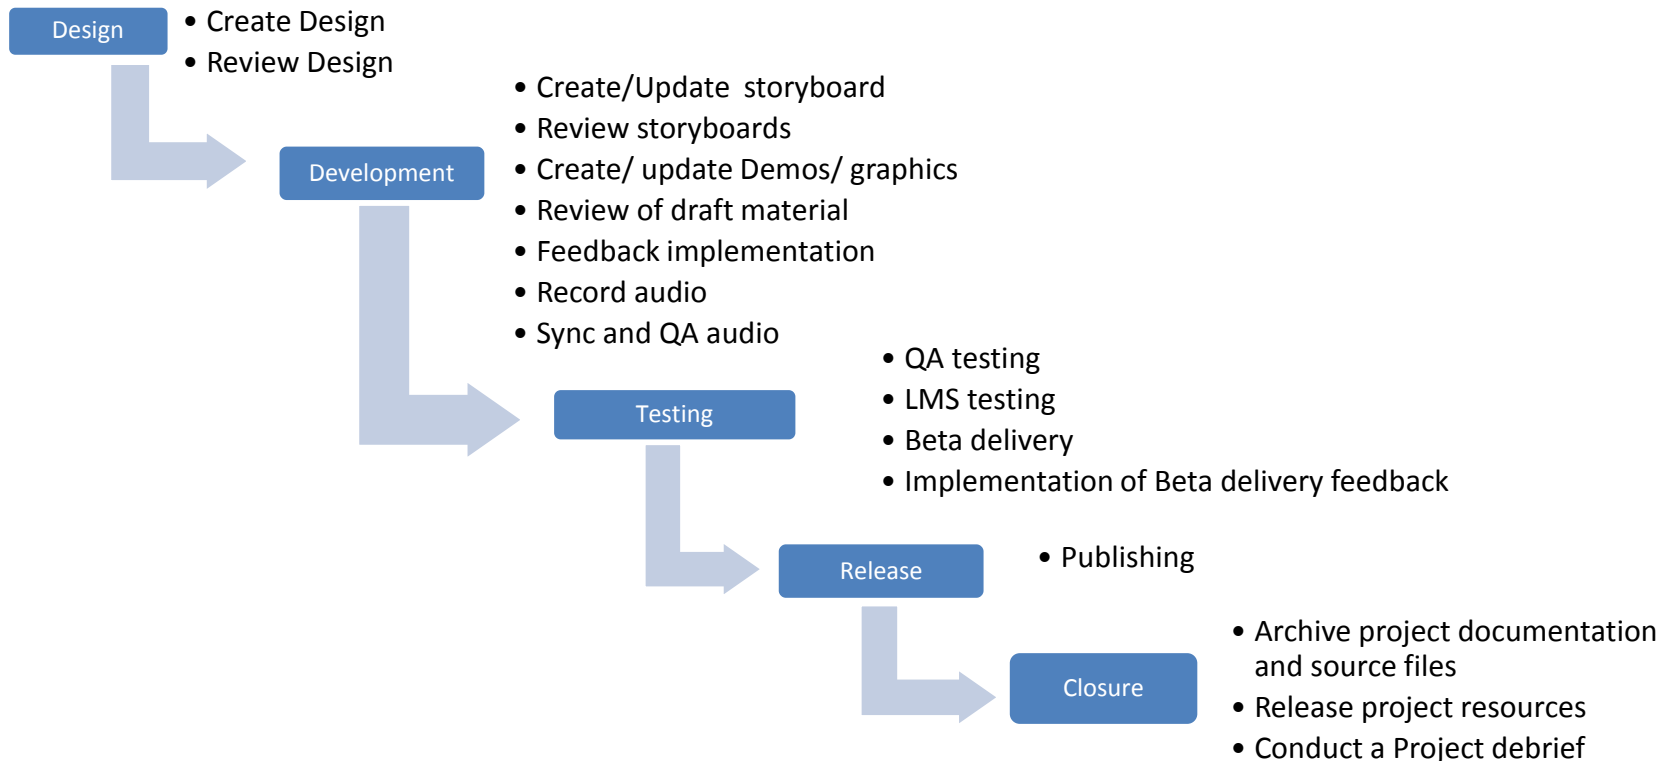 Design
• Create Design
• Review Design
Development
• Create/Update storyboard
• Review storyboards
• Create/ update Demos/ graphics
• Review of draft material
• Feedback implementation
• Record audio
• Sync and QA audio
Testing
• QA testing
• LMS testing
• Beta delivery
• Implementation of Beta delivery feedback
Release
• Publishing
Closure
• Archive project documentation
and source files
• Release project resources
• Conduct a Project debrief